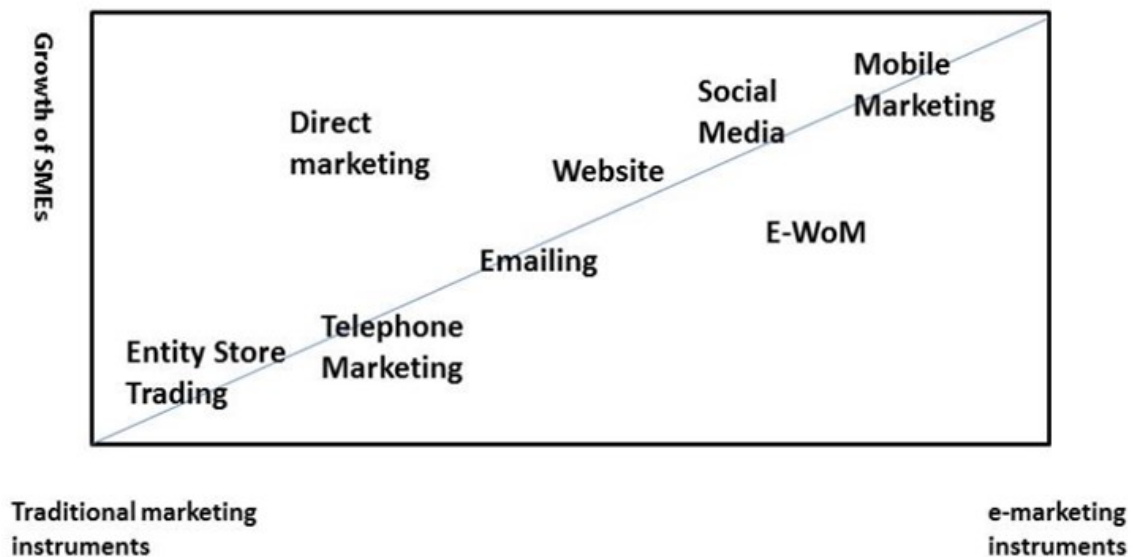 Growth of SMEs
Mobile
Marketing
Social
Media
Direct
marketing
Website
E-WoM
Emailing
Telephone
Marketing
Entity Store
Trading
Traditional marketing
instruments
e-marketing
instruments